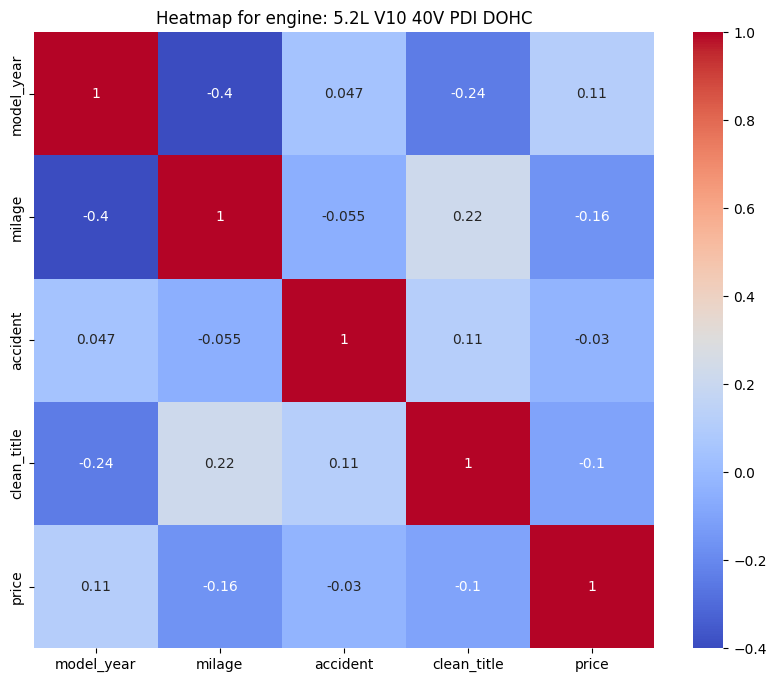 Heatmap for engine: 5.2L V10 40V PDI DOHC
model_year 1 -0.4 0.047 -0.24 0.11
milage -0.4 1 -0.055 0.22 -0.16
accident 0.047 -0.055 1 0.11 -0.03
clean_title -0.24 0.22 0.11 1 -0.1
price 0.11 -0.16 -0.03 -0.1 1
model_year milage accident clean_title price
1.0
0.8
0.6
0.4
0.2
0.0
−0.2
−0.4